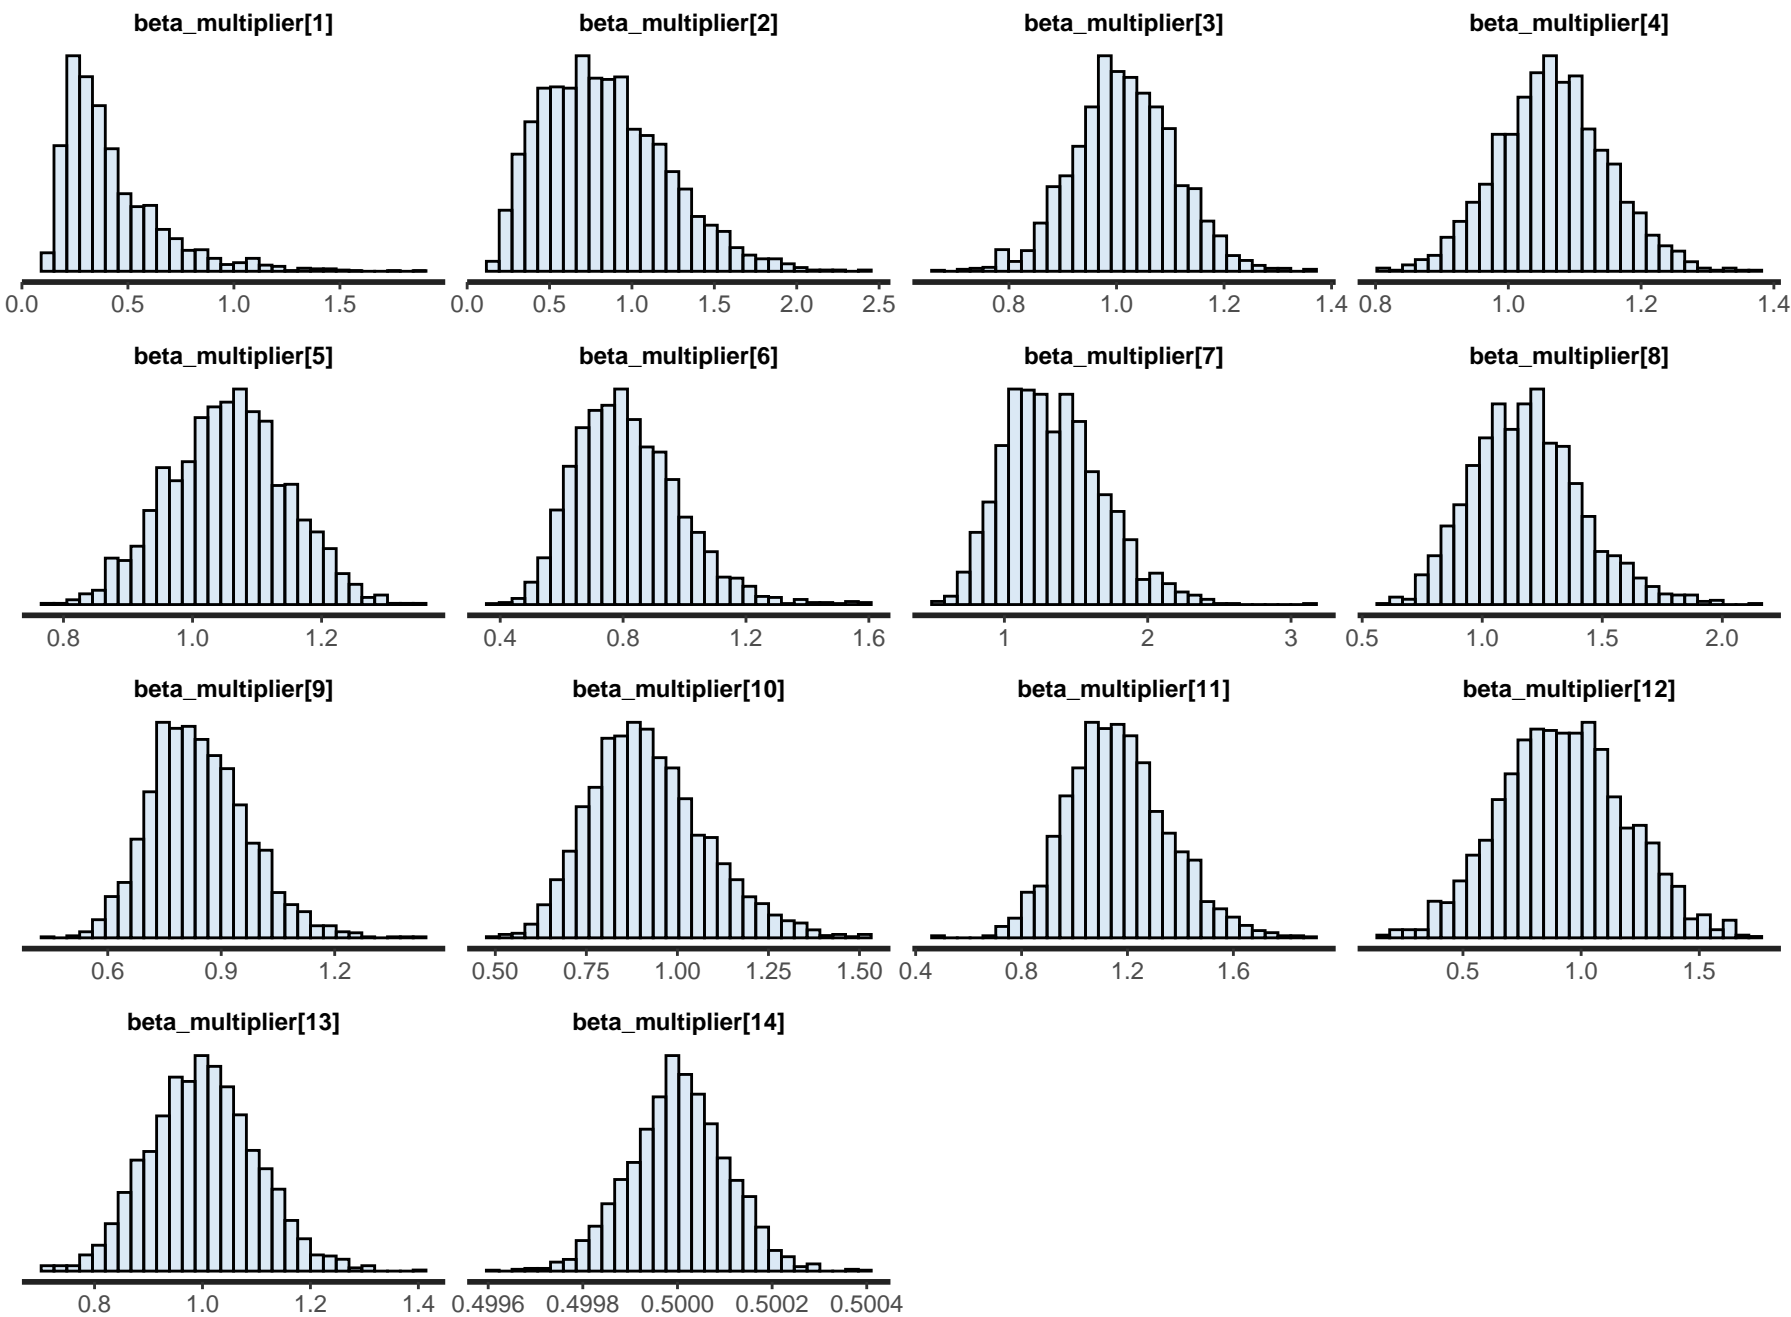 beta_multiplier[1] beta_multiplier[2] beta_multiplier[3] beta_multiplier[4]
0.0 0.5 1.0 1.5 0.0 0.5 1.0 1.5 2.0 2.5 0.8 1.0 1.2 1.4 0.8 1.0 1.2 1.4
beta_multiplier[5] beta_multiplier[6] beta_multiplier[7] beta_multiplier[8]
0.8 1.0 1.2 0.4 0.8 1.2 1.6 1 2 3 0.5 1.0 1.5 2.0
beta_multiplier[9] beta_multiplier[10] beta_multiplier[11] beta_multiplier[12]
0.6 0.9 1.2 0.50 0.75 1.00 1.25 1.50 0.4 0.8 1.2 1.6 0.5 1.0 1.5
beta_multiplier[13] beta_multiplier[14]
0.8 1.0 1.2 1.4 0.4996 0.4998 0.5000 0.5002 0.5004